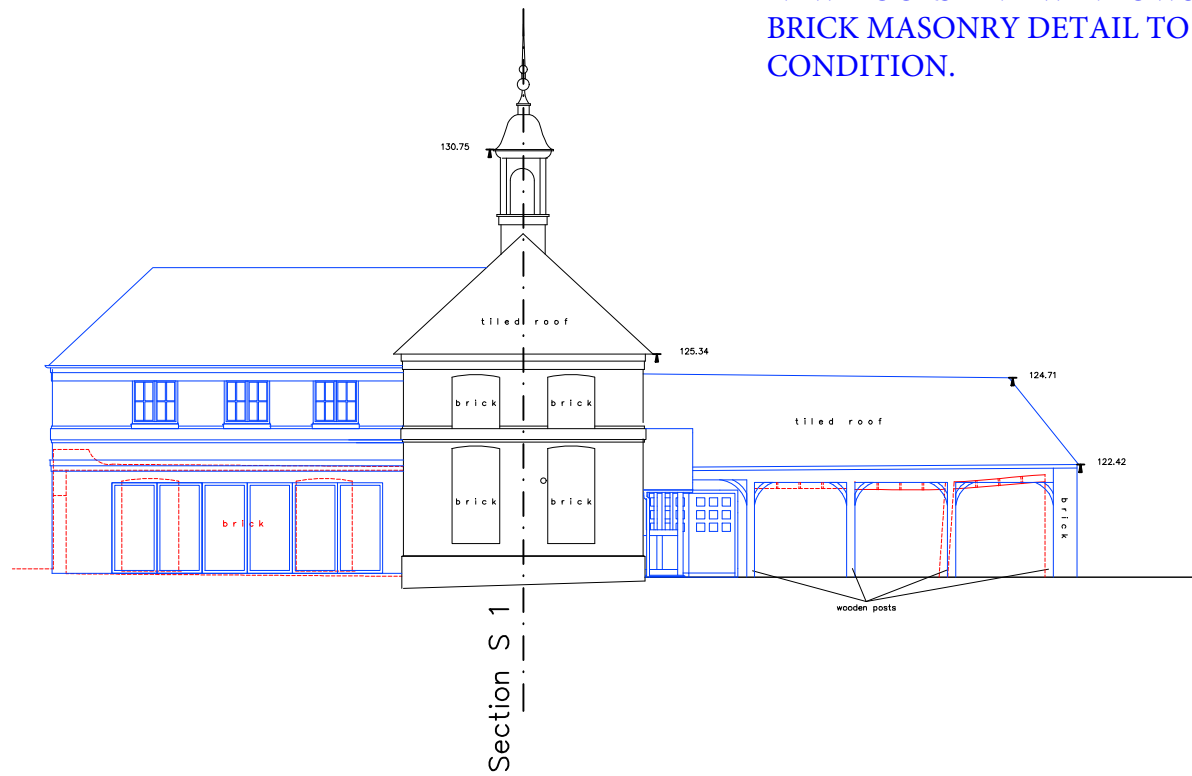 BRICK MASONRY DETAIL TO
CONDITION.
130.75
tiled roof
125.34
124.71
brick
brick
tiled roof
122.42
brick
brick
brick
brick
wooden posts
Section S 1